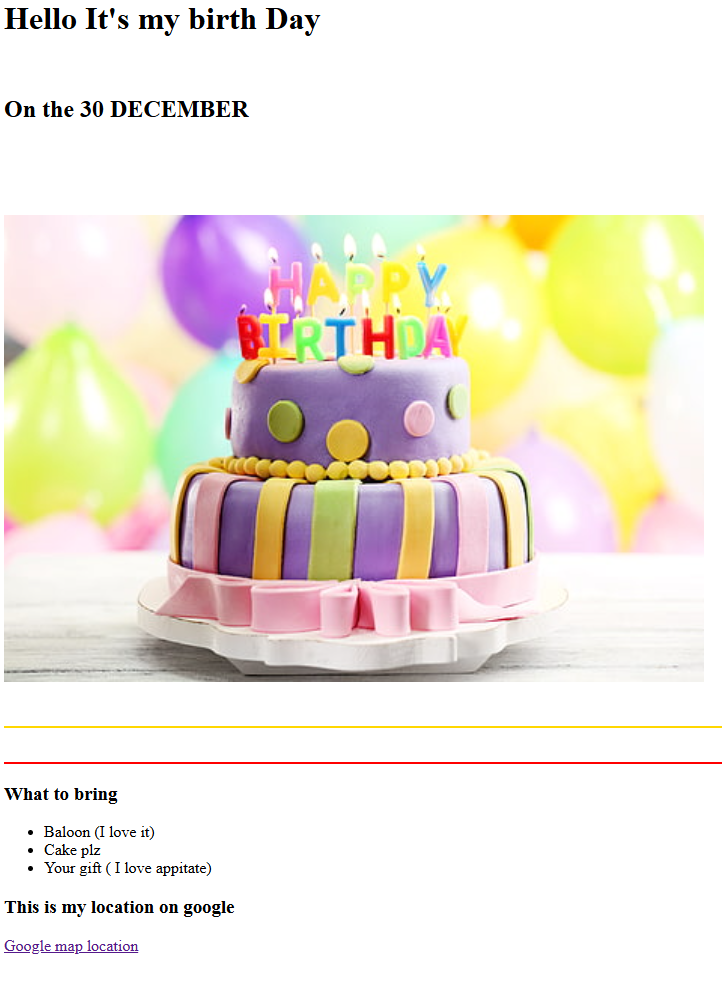 Hello It's my birth Day
On the 30 DECEMBER
HAPPY
BIRTHDAY
What to bring
Baloon (I love it)
Cake plz
Your gift ( I love appitate)
This is my location on google
Google map location